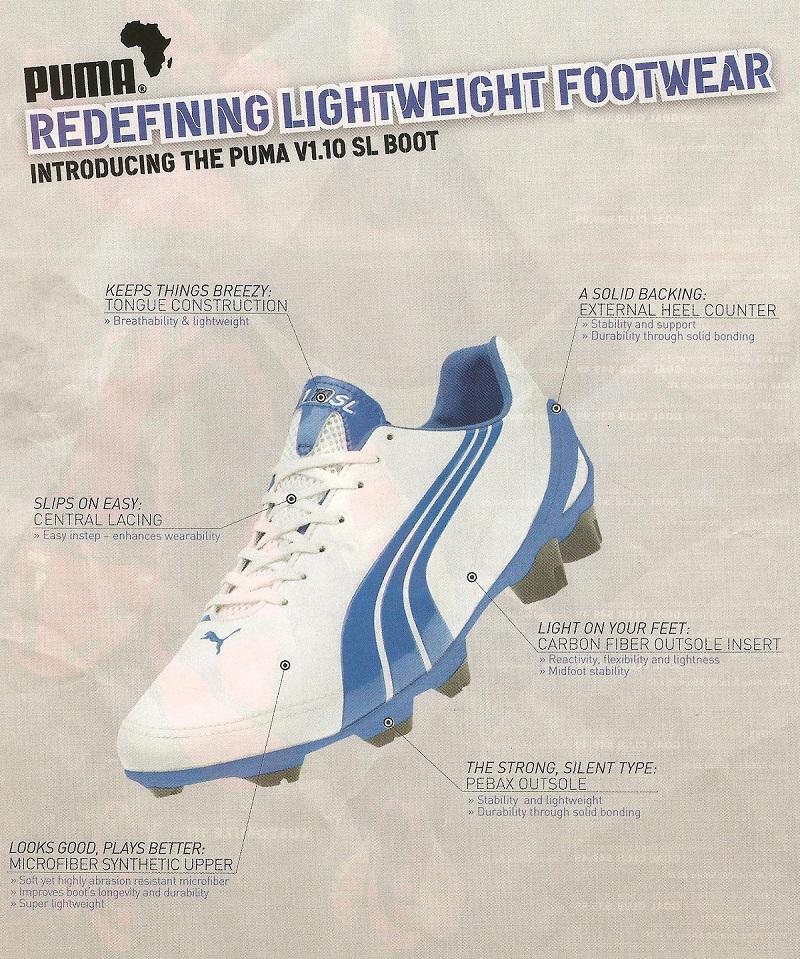 PUMA®
REDEFINING LIGHTWEIGHT FOOTWEAR
INTRODUCING THE PUMA V1.10 SL BOOT
KEEPS THINGS BREEZY:
TONGUE CONSTRUCTION
» Breathability & lightweight
A SOLID BACKING:
EXTERNAL HEEL COUNTER
» Stability and support
» Durability through solid bonding
SL
SLIPS ON EASY:
CENTRAL LACING
» Easy instep – enhances wearability
LIGHT ON YOUR FEET:
CARBON FIBER OUTSOLE INSERT
» Reactivity, flexibility and lightness
» Midfoot stability
THE STRONG, SILENT TYPE:
PEBAX OUTSOLE
» Stability and lightweight
» Durability through solid bonding
LOOKS GOOD, PLAYS BETTER:
MICROFIBER SYNTHETIC UPPER
» Soft yet highly abrasion resistant microfiber
» Improves boot's longevity and durability
» Super lightweight